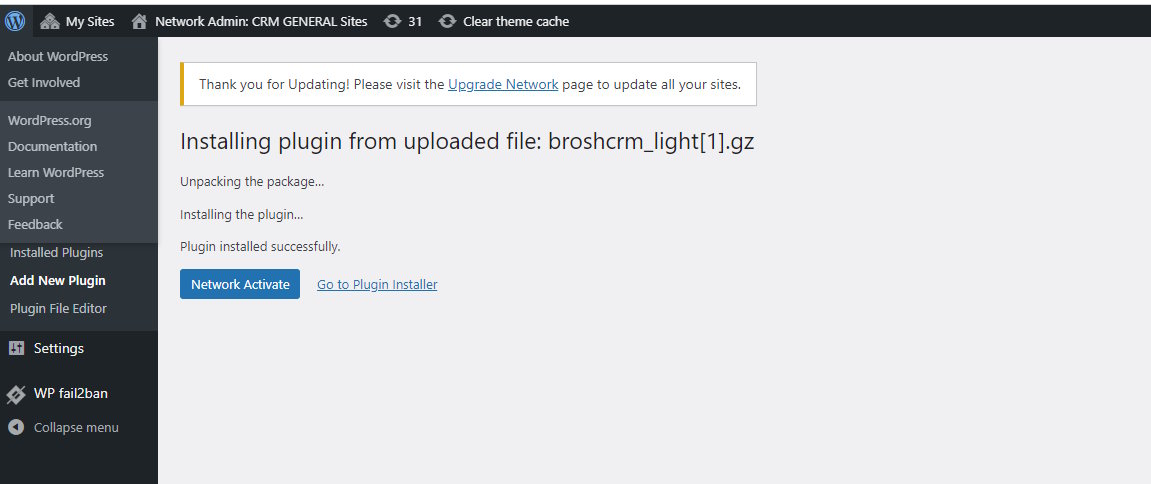 My Sites
Network Admin: CRM GENERAL Sites
31
Clear theme cache
About WordPress
Get Involved
WordPress.org
Documentation
Learn WordPress
Support
Feedback
Installed Plugins
Add New Plugin
Plugin File Editor
Settings
WP fail2ban
Collapse menu
Thank you for Updating! Please visit the Upgrade Network page to update all your sites.
Installing plugin from uploaded file: broshcrm_light[1].gz
Unpacking the package…
Installing the plugin…
Plugin installed successfully.
Network Activate
Go to Plugin Installer